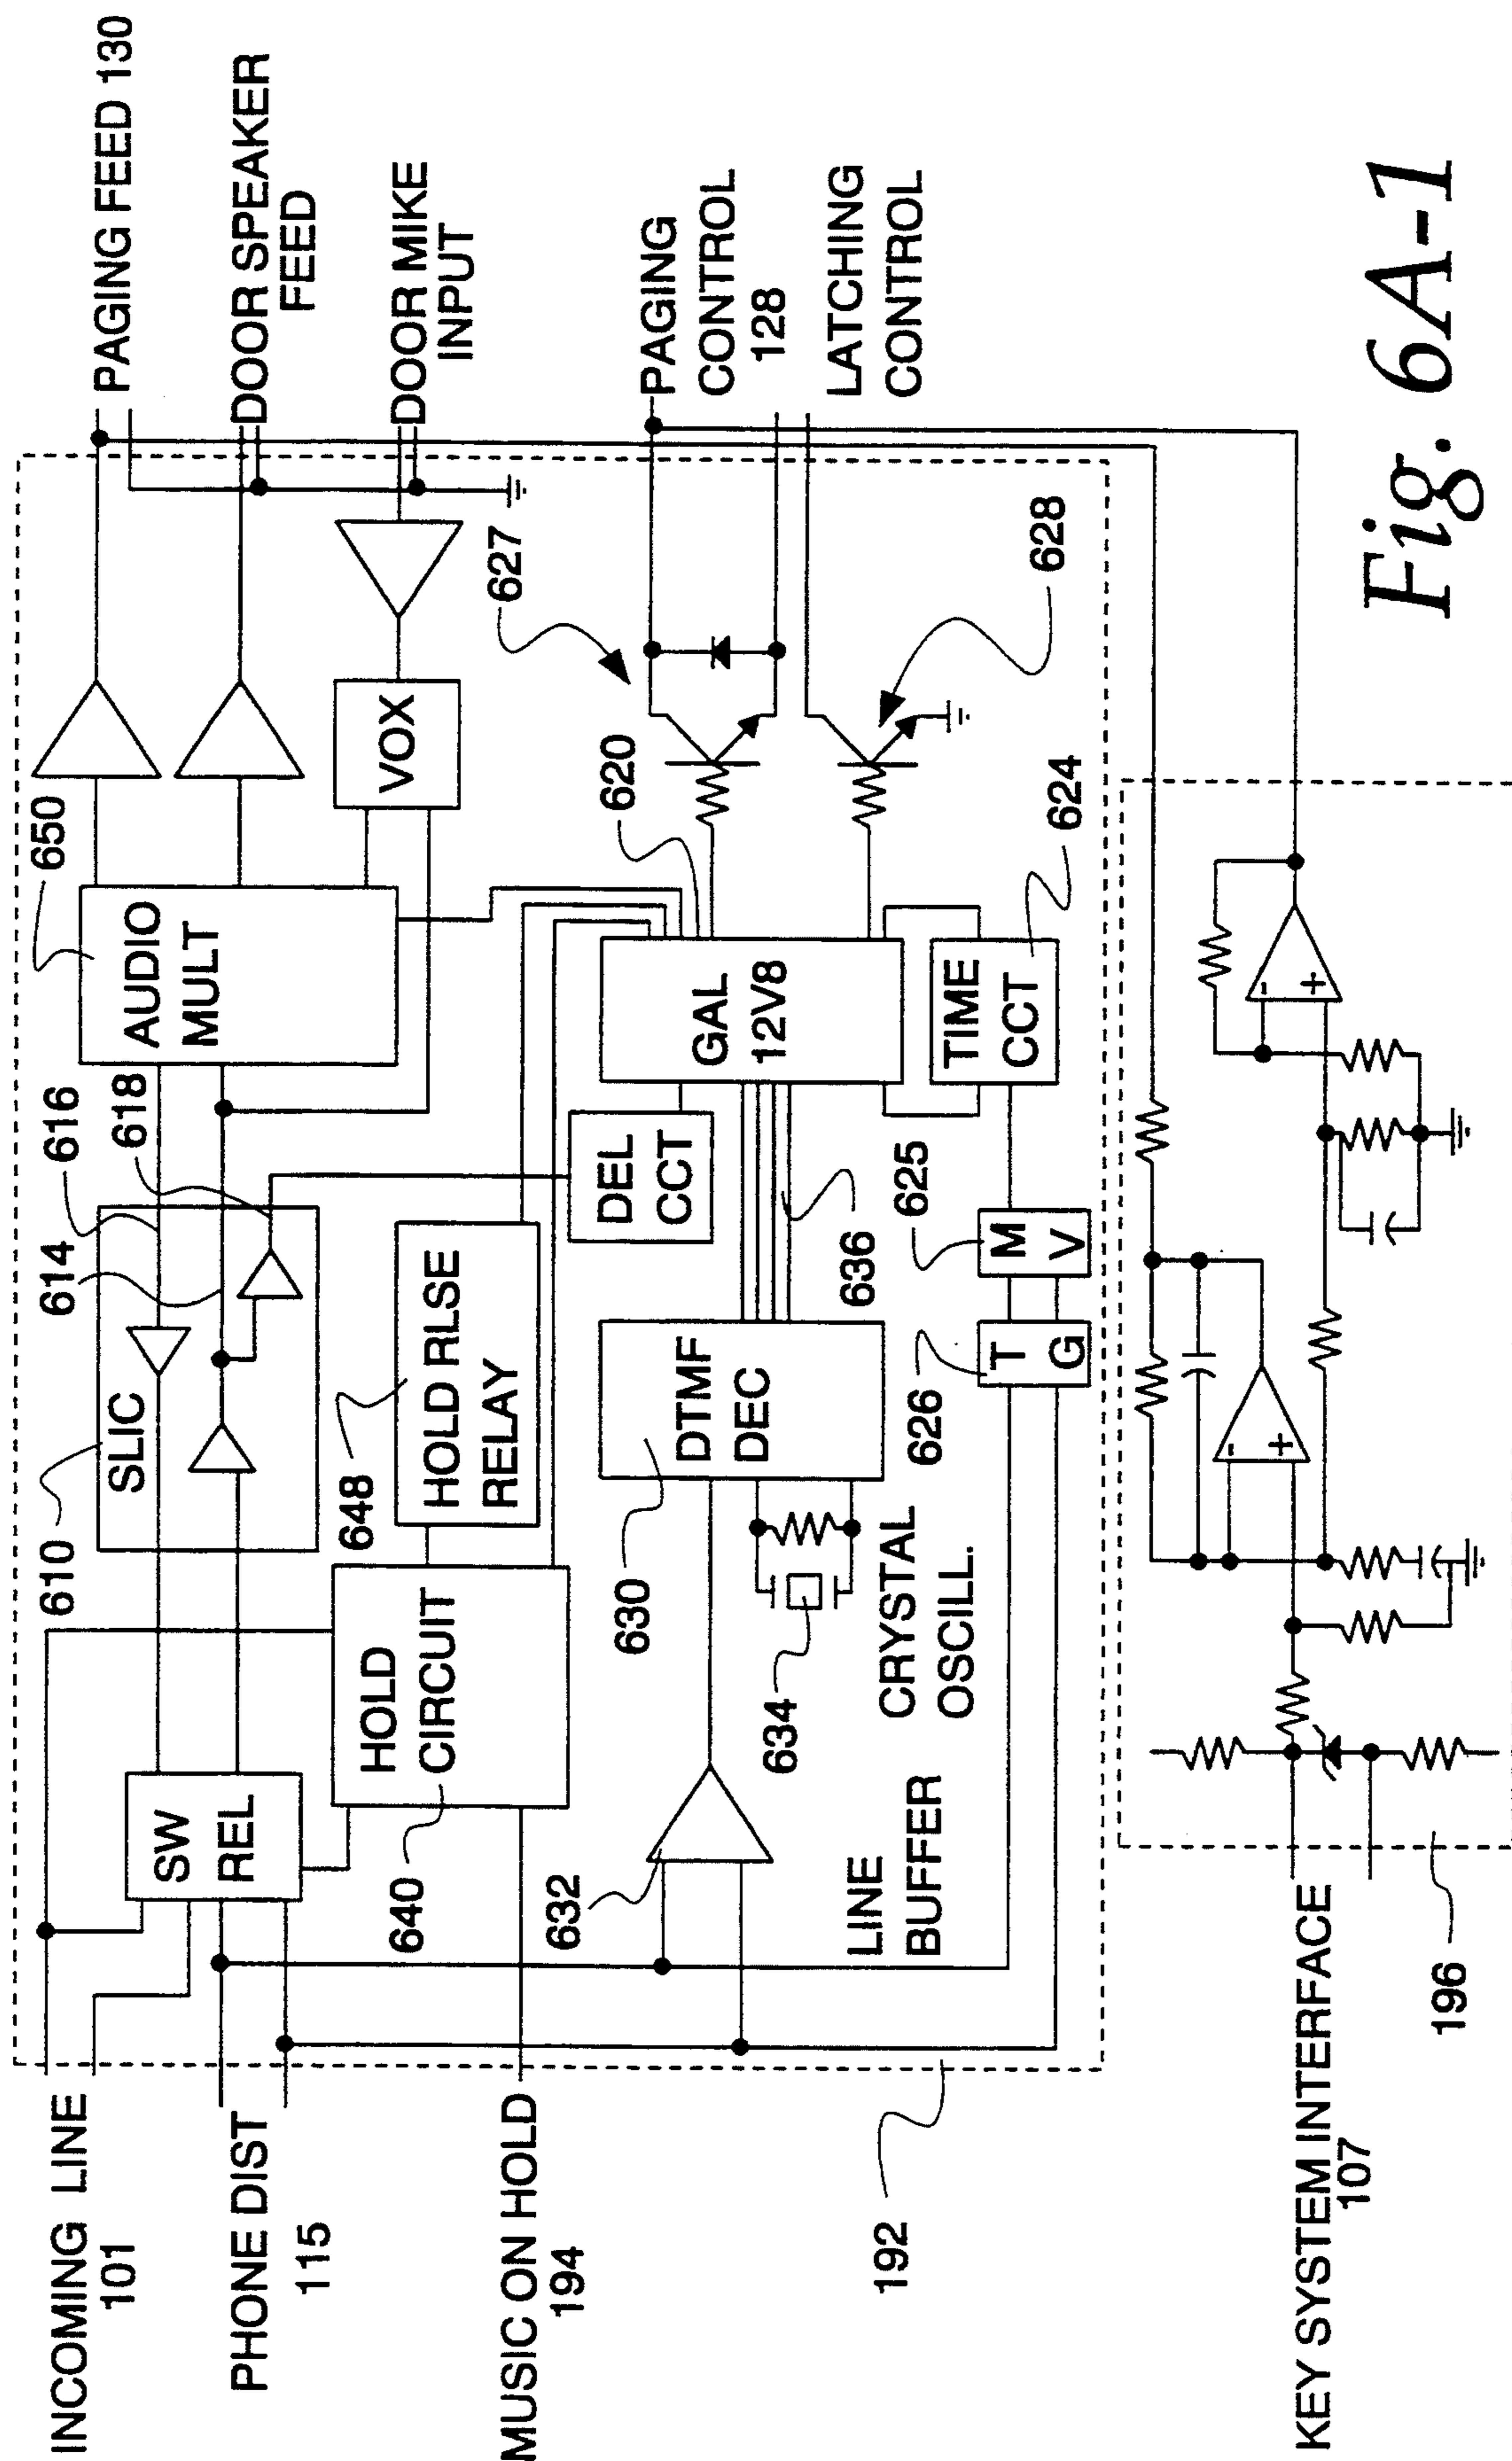 INCOMING LINE
101
PHONE DIST
115
MUSIC ON HOLD
194
192
KEY SYSTEM INTERFACE
107
196
SW
REL
610
SLIC
614
616
618
650
AUDIO
MULT
VOX
PAGING FEED 130
DOOR SPEAKER
FEED
DOOR MIKE
INPUT
HOLD
CIRCUIT
640
648
HOLD RLSE
RELAY
DEL
CCT
620
627
628
PAGING
CONTROL
128
LATCHING
CONTROL
632
LINE
BUFFER
630
DTMF
DEC
634
CRYSTAL
OSCILL.
636
GAL
12V8
TIME
CCT
624
625
M
V
626
T
G
-
+
-
+
Fig. 6A-1